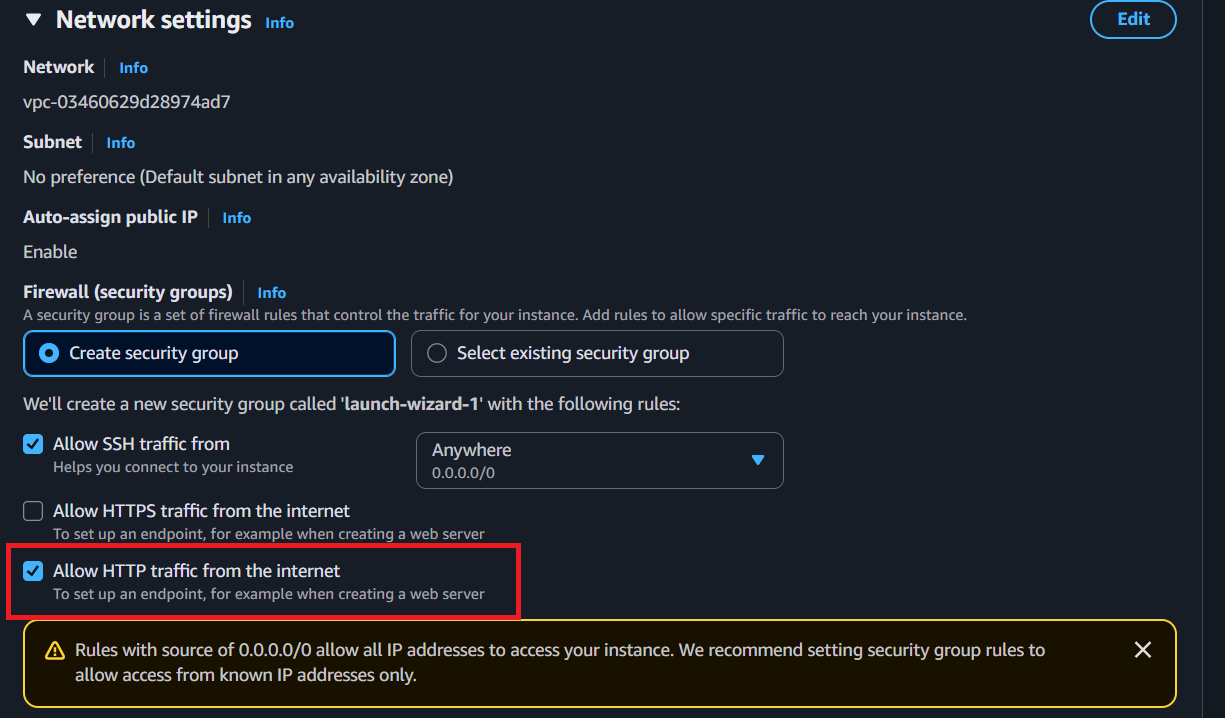 Network settings Info
Edit
Network Info
vpc-03460629d28974ad7
Subnet Info
No preference (Default subnet in any availability zone)
Auto-assign public IP Info
Enable
Firewall (security groups) Info
A security group is a set of firewall rules that control the traffic for your instance. Add rules to allow specific traffic to reach your instance.
Create security group
Select existing security group
We'll create a new security group called 'launch-wizard-1' with the following rules:
Allow SSH traffic from
Helps you connect to your instance
Anywhere
0.0.0.0/0
Allow HTTPS traffic from the internet
To set up an endpoint, for example when creating a web server
Allow HTTP traffic from the internet
To set up an endpoint, for example when creating a web server
Rules with source of 0.0.0.0/0 allow all IP addresses to access your instance. We recommend setting security group rules to
allow access from known IP addresses only.